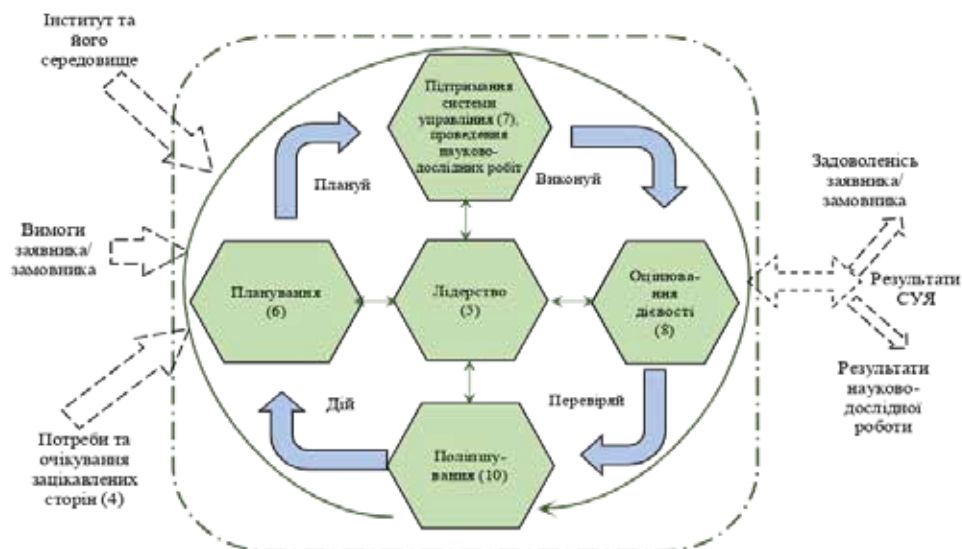 Інститут та
його
середовище
Підтримання
системи
управління (7),
проведення
науково-
дослідних робіт
Плануй
Виконуй
Задоволенісь
заявника/
замовника
Вимоги
заявника/
замовника
Планування
(6)
Лідерство
(5)
Оцінюва-
ння
дієвості
(8)
Результати
СУЯ
Результати
науково-
дослідної
роботи
Дій
Перевіряй
Потреби та
очікування
зацікавлених
сторін (4)
Поліпшу-
вання (10)